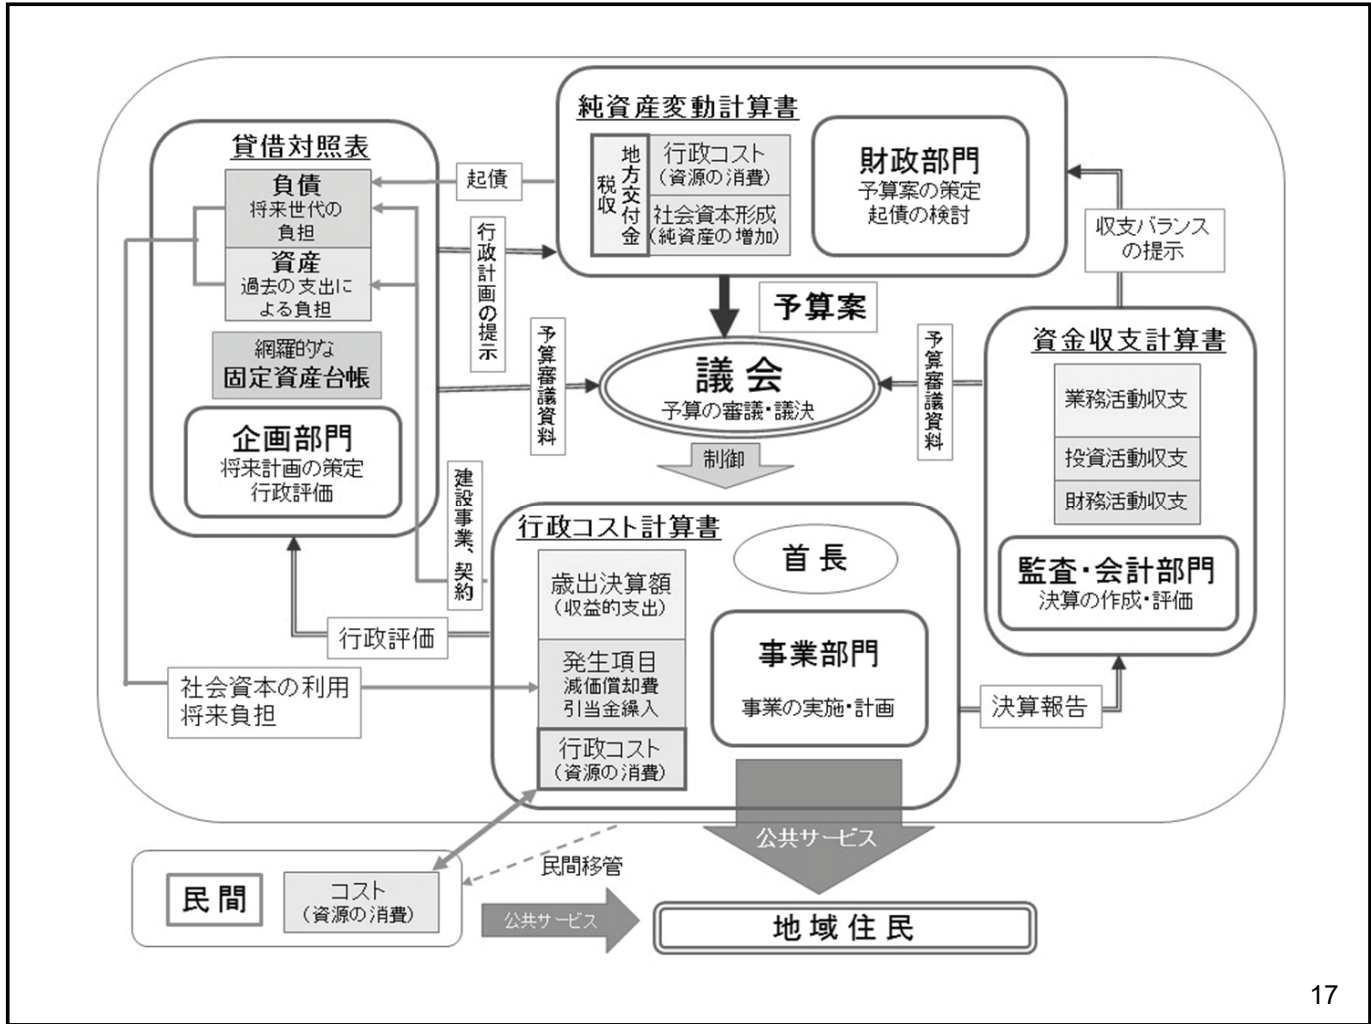 純資産変動計算書
地方交付金
税収
行政コスト
(資源の消費)
社会資本形成
(純資産の増加)
財政部門
予算案の策定
起債の検討
貸借対照表
負債
将来世代の
負担
資産
過去の支出に
よる負担
網羅的な
固定資産台帳
企画部門
将来計画の策定
行政評価
起債
行政計画の提示
収支バランス
の提示
予算案
議会
予算の審議・議決
予算審議資料
予算審議資料
制御
資金収支計算書
業務活動収支
投資活動収支
財務活動収支
監査・会計部門
決算の作成・評価
建設事業、契約
行政コスト計算書
首長
歳出決算額
(収益的支出)
発生項目
減価償却費
引当金繰入
行政コスト
(資源の消費)
事業部門
事業の実施・計画
行政評価
社会資本の利用
将来負担
決算報告
公共サービス
民間移管
民間
コスト
(資源の消費)
公共サービス
地域住民
17